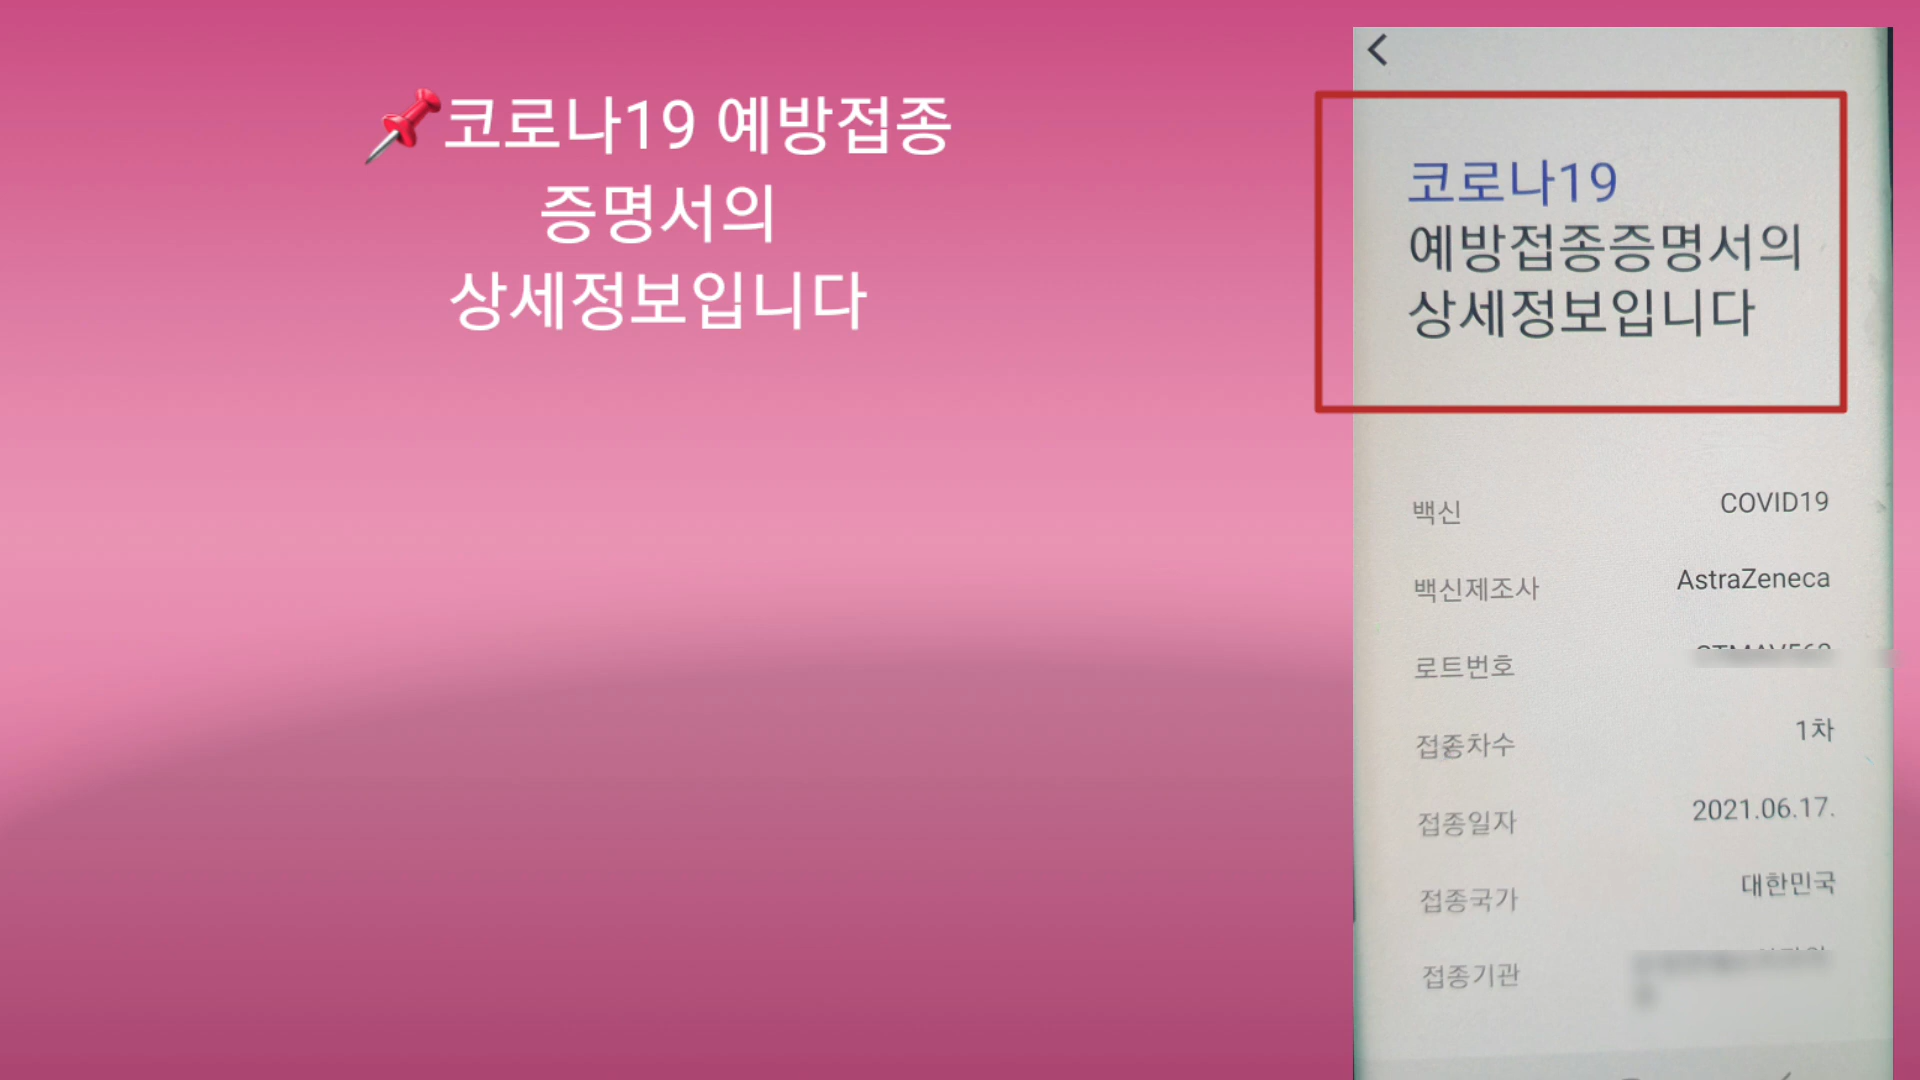 📌코로나19 예방접종
증명서의
상세정보입니다
코로나19
예방접종증명서의
상세정보입니다
백신 COVID19
백신제조사 AstraZeneca
로트번호
접종차수 1차
접종일자 2021.06.17.
접종국가 대한민국
접종기관